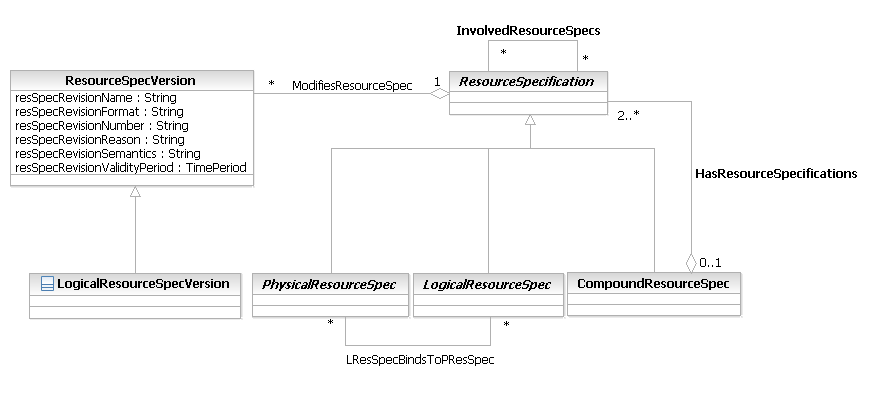 InvolvedResourceSpecs
* *
ResourceSpecVersion
resSpecRevisionName : String
resSpecRevisionFormat : String
resSpecRevisionNumber : String
resSpecRevisionReason : String
resSpecRevisionSemantics : String
resSpecRevisionValidityPeriod : TimePeriod
* ModifiesResourceSpec 1
ResourceSpecification
2..*
HasResourceSpecifications
0..1
LogicalResourceSpecVersion
PhysicalResourceSpec
LogicalResourceSpec
CompoundResourceSpec
* *
LResSpecBindsToPResSpec